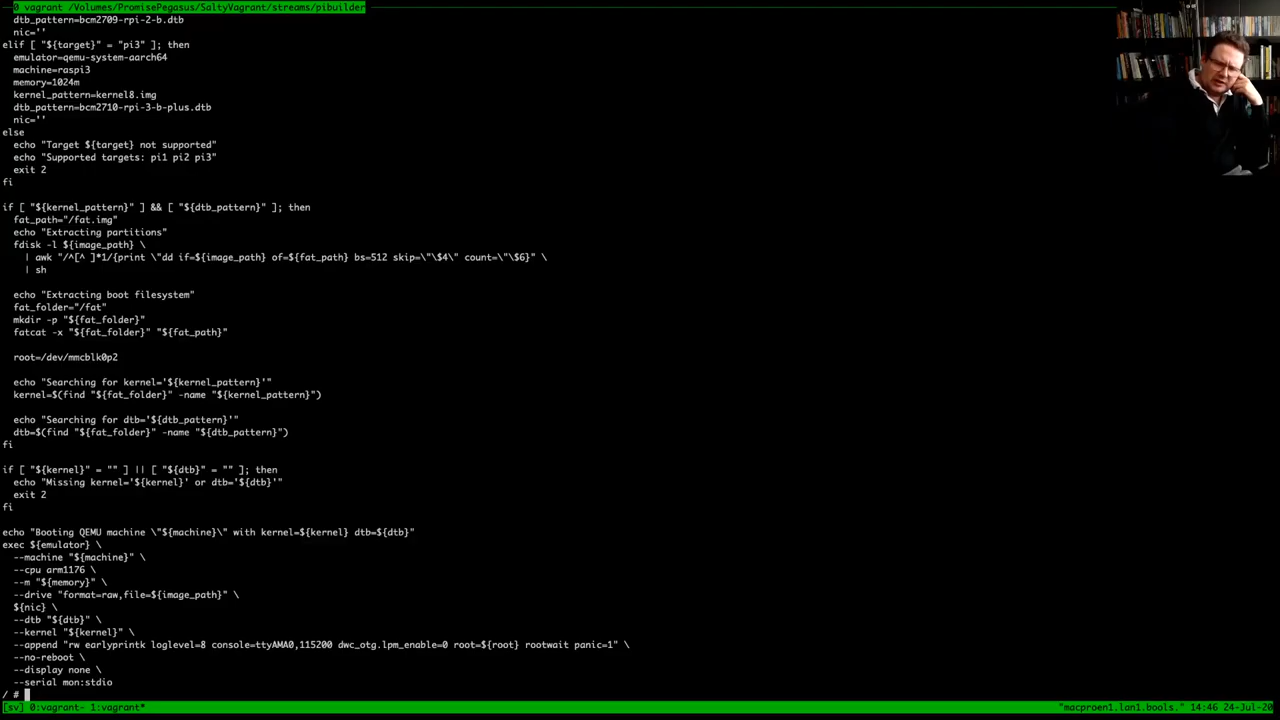 0 vagrant /Volumes/PromisePegasus/SaltyVagrant/streams/pibuilder
dtb_pattern=bcm2709-rpi-2-b.dtb
nic=''
elif [ "${target}" = "pi3" ]; then
emulator=qemu-system-aarch64
machine=raspi3
memory=1024m
kernel_pattern=kernel8.img
dtb_pattern=bcm2710-rpi-3-b-plus.dtb
nic=''
else
echo "Target ${target} not supported"
echo "Supported targets: pi1 pi2 pi3"
exit 2
fi
if [ "${kernel_pattern}" ] && [ "${dtb_pattern}" ]; then
fat_path="/fat.img"
echo "Extracting partitions"
fdisk -l ${image_path} \
| awk "/^[^ ]*1/{print \"dd if=${image_path} of=${fat_path} bs=512 skip=\"\$4\" count=\"\$6}" \
| sh
echo "Extracting boot filesystem"
fat_folder="/fat"
mkdir -p "${fat_folder}"
fatcat -x "${fat_folder}" "${fat_path}"
root=/dev/mmcblk0p2
echo "Searching for kernel='${kernel_pattern}'"
kernel=$(find "${fat_folder}" -name "${kernel_pattern}")
echo "Searching for dtb='${dtb_pattern}'"
dtb=$(find "${fat_folder}" -name "${dtb_pattern}")
fi
if [ "${kernel}" = "" ] || [ "${dtb}" = "" ]; then
echo "Missing kernel='${kernel}' or dtb='${dtb}'"
exit 2
fi
echo "Booting QEMU machine \"${machine}\" with kernel=${kernel} dtb=${dtb}"
exec ${emulator} \
--machine "${machine}" \
--cpu arm1176 \
--m "${memory}" \
--drive "format=raw,file=${image_path}" \
${nic} \
--dtb "${dtb}" \
--kernel "${kernel}" \
--append "rw earlyprintk loglevel=8 console=ttyAMA0,115200 dwc_otg.lpm_enable=0 root=${root} rootwait panic=1" \
--no-reboot \
--display none \
--serial mon:stdio
/ #
[sv] 0:vagrant- 1:vagrant* "macproen1.lan1.bools." 14:46 24-Jul-20